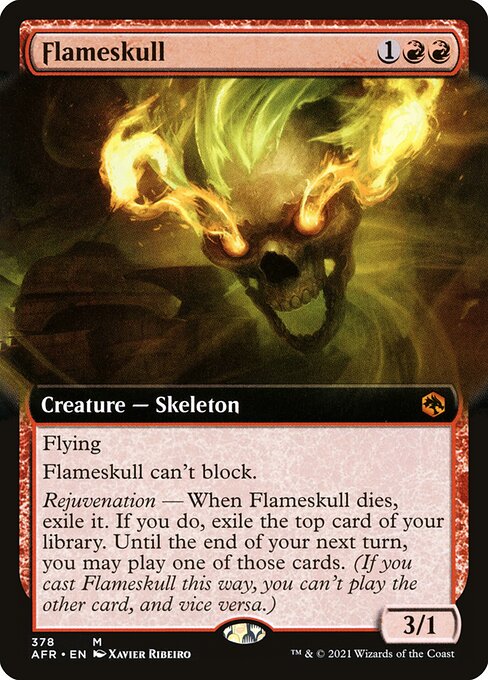 Flameskull 1
Creature — Skeleton
Flying
Flameskull can't block.
Rejuvenation — When Flameskull dies,
exile it. If you do, exile the top card of your
library. Until the end of your next turn,
you may play one of those cards. (If you
cast Flameskull this way, you can't play the
other card, and vice versa.)
3/1
378 M
AFR • EN Xavier Ribeiro ™ & © 2021 Wizards of the Coast